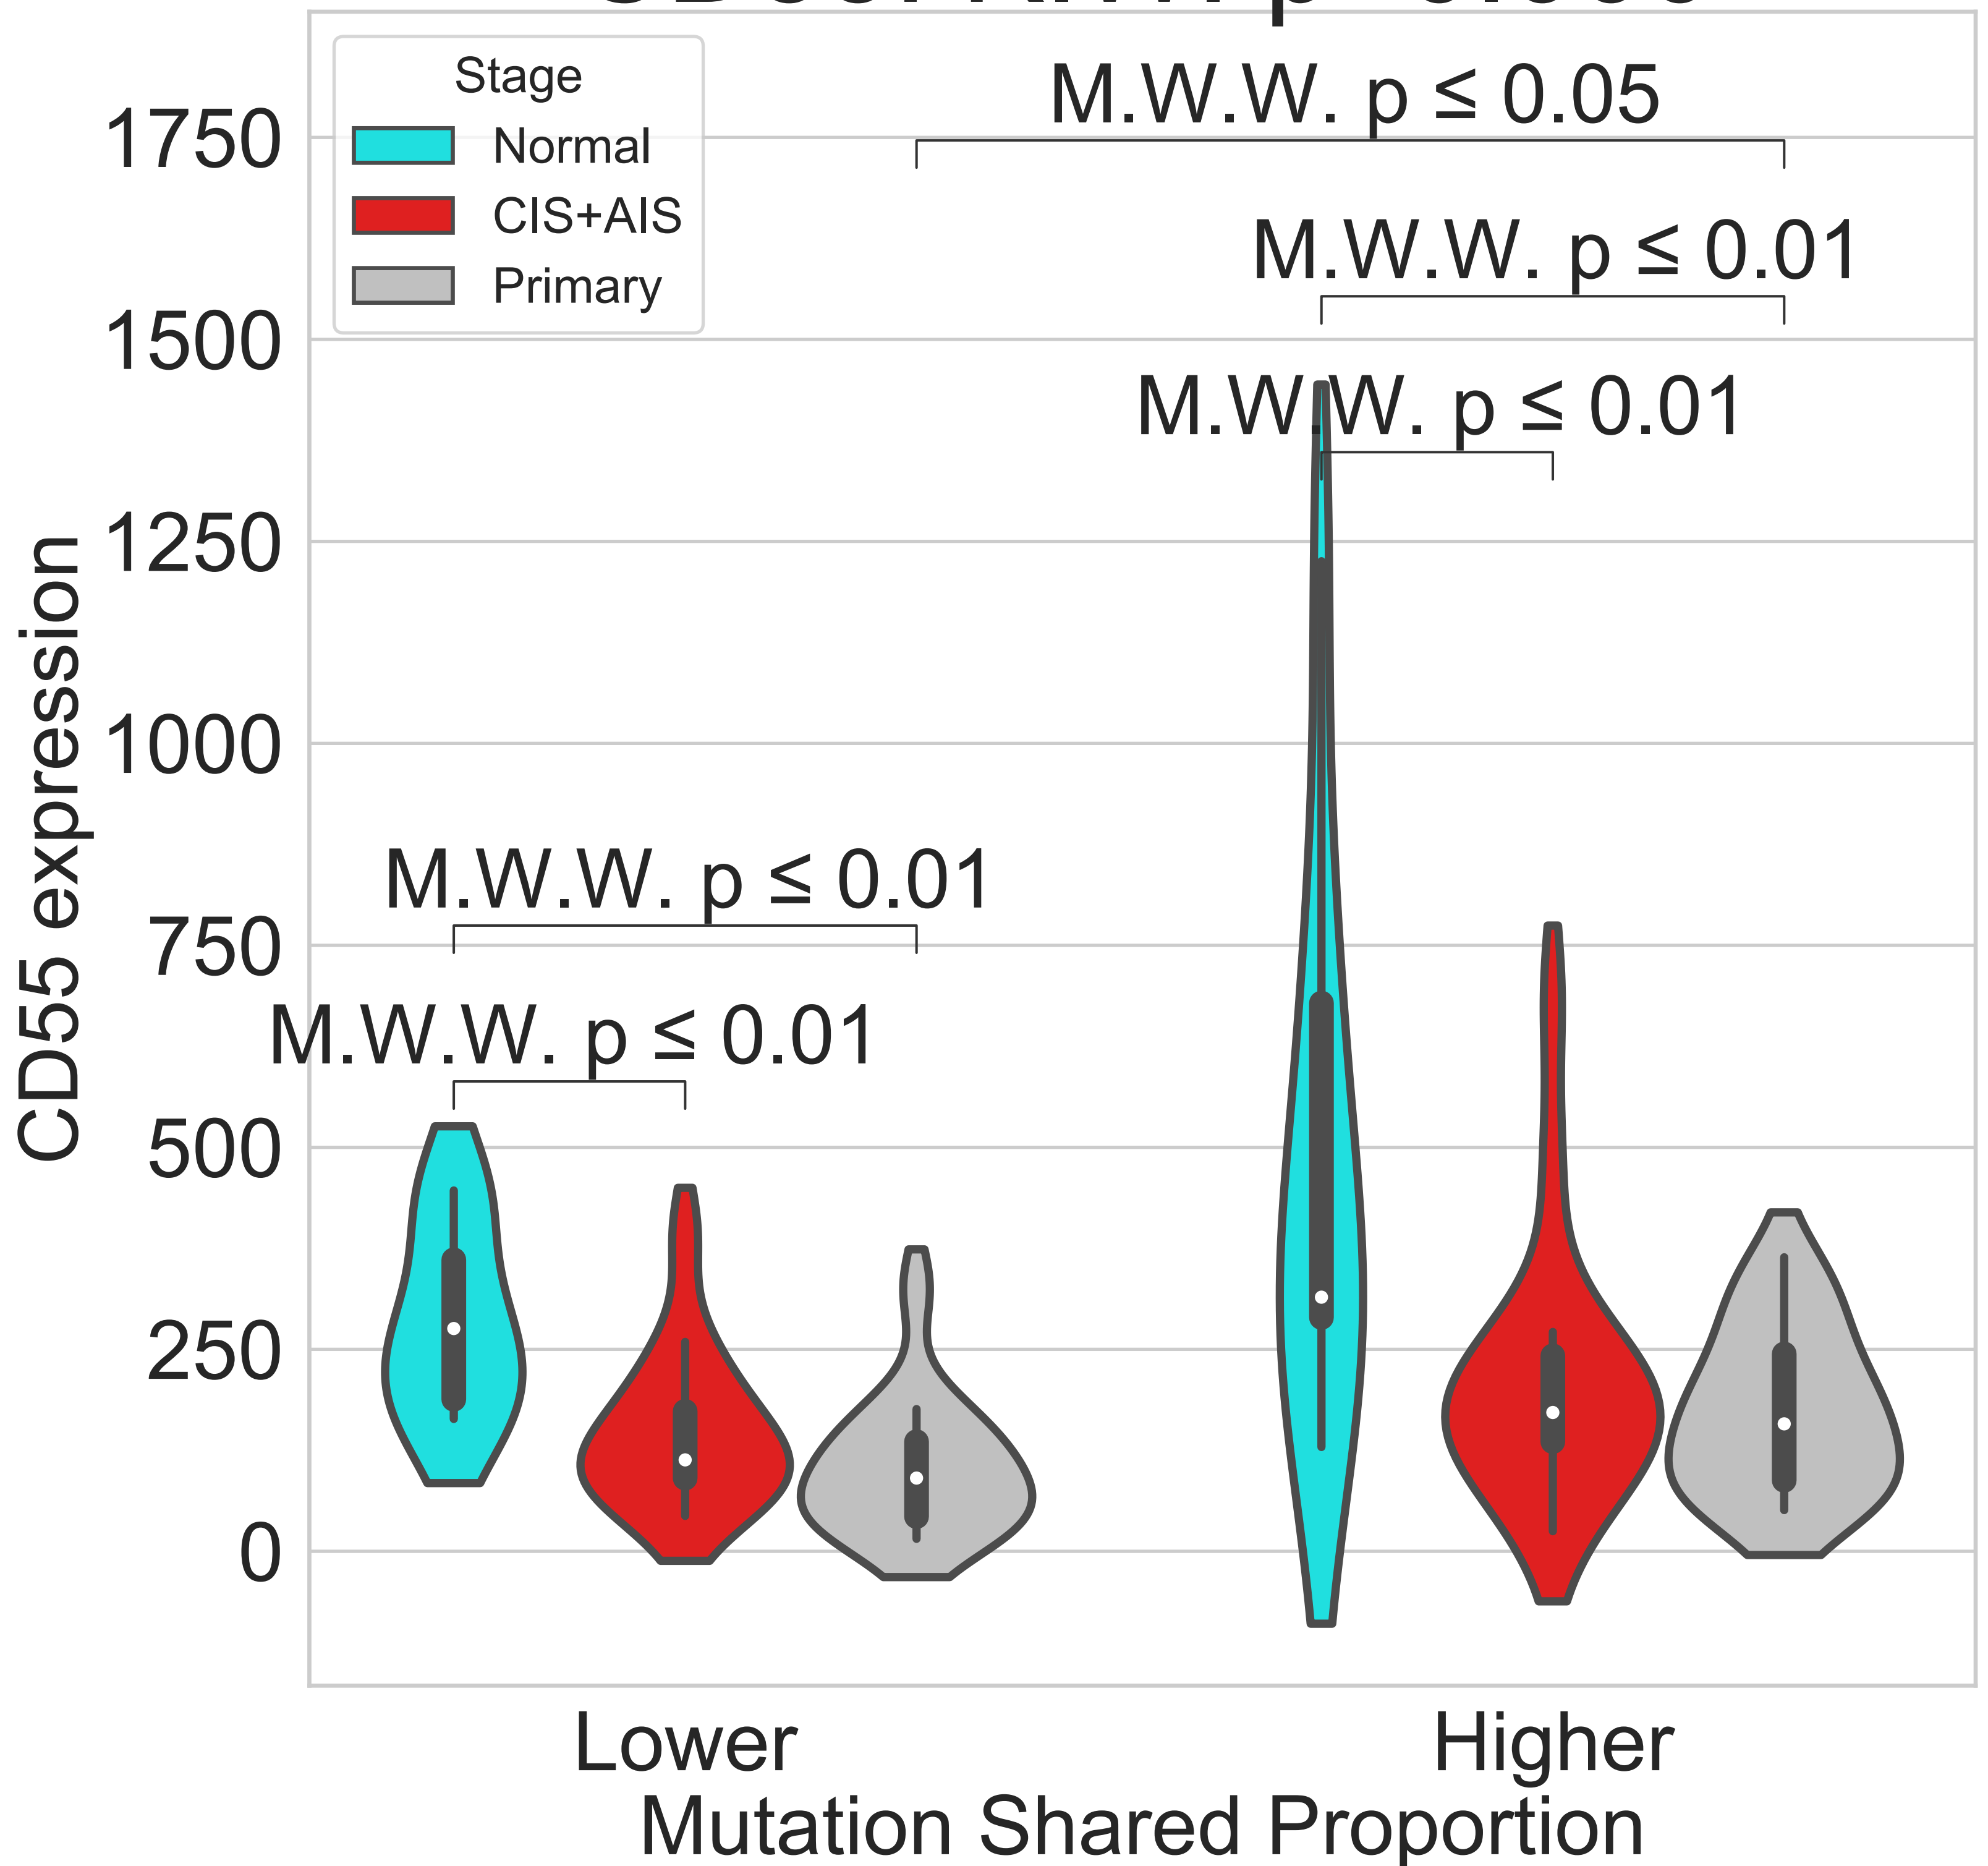 Stage
Normal
CIS+AIS
Primary
M.W.W. p ≤ 0.05
M.W.W. p ≤ 0.01
M.W.W. p ≤ 0.01
M.W.W. p ≤ 0.01
M.W.W. p ≤ 0.01
1750
1500
1250
1000
750
500
250
0
CD55 expression
Lower
Higher
Mutation Shared Proportion